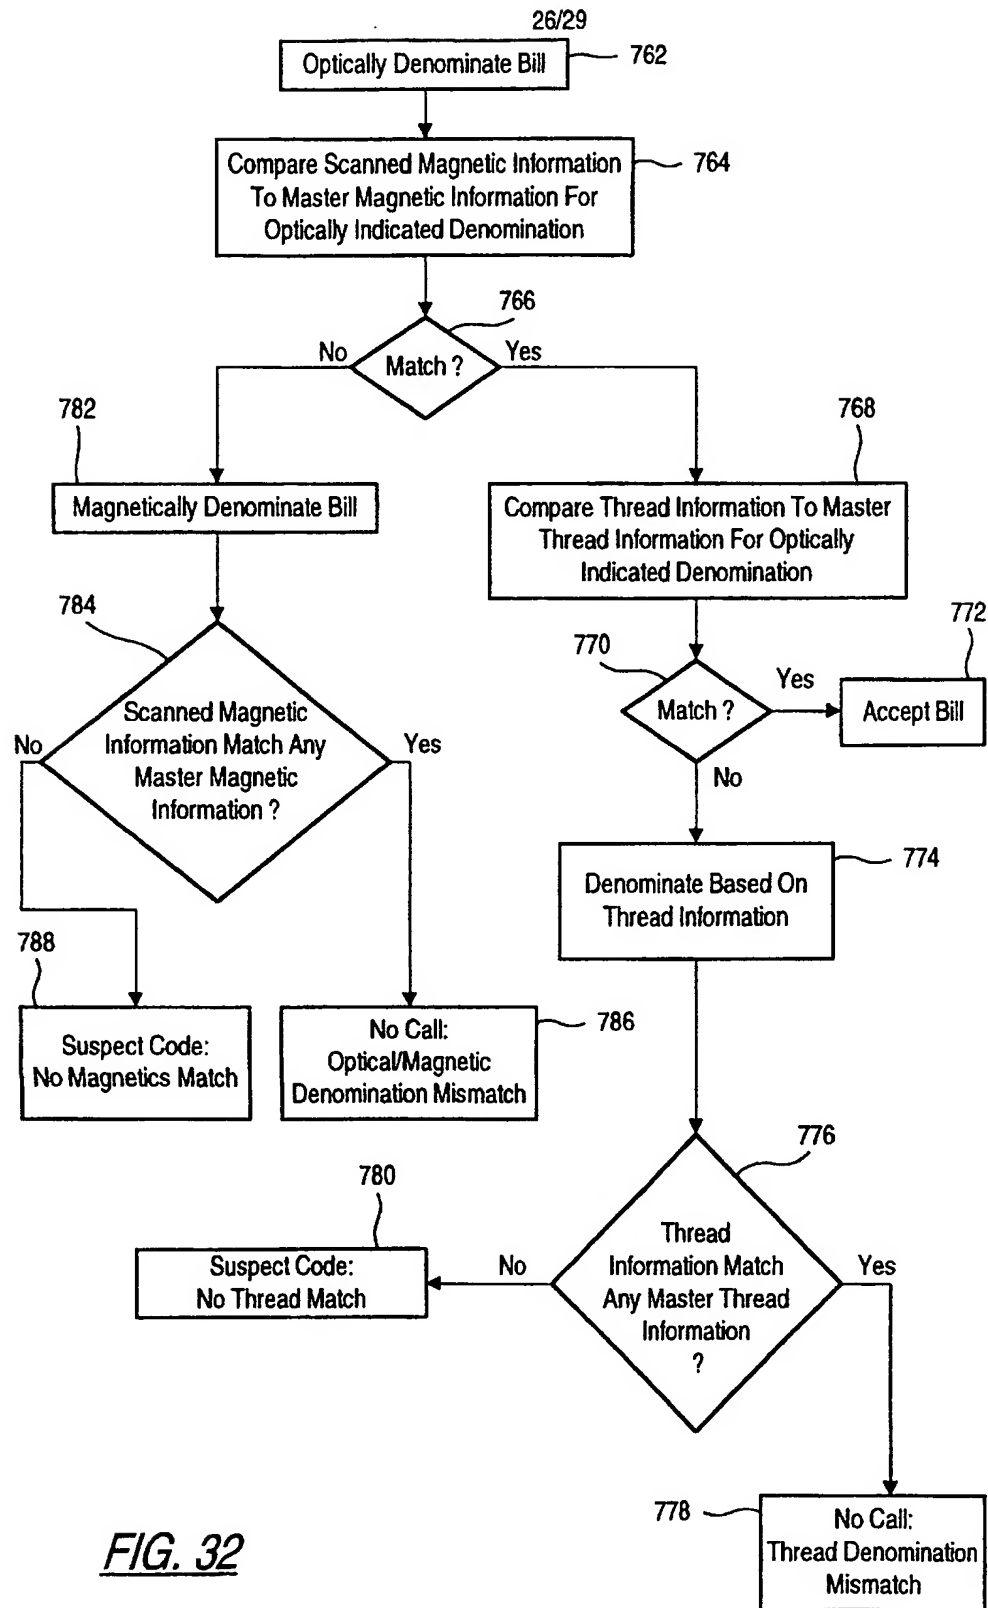 26/29
Optically Denominate Bill
762
Compare Scanned Magnetic Information
To Master Magnetic Information For
Optically Indicated Denomination
764
766
Match ?
No
Yes
782
Magnetically Denominate Bill
768
Compare Thread Information To Master
Thread Information For Optically
Indicated Denomination
784
Scanned Magnetic
Information Match Any
Master Magnetic
Information ?
No
Yes
770
Match ?
Yes
No
772
Accept Bill
774
Denominate Based On
Thread Information
788
Suspect Code:
No Magnetics Match
No Call:
Optical/Magnetic
Denomination Mismatch
786
776
Thread
Information Match
Any Master Thread
Information
?
No
Yes
780
Suspect Code:
No Thread Match
778
No Call:
Thread Denomination
Mismatch
FIG. 32